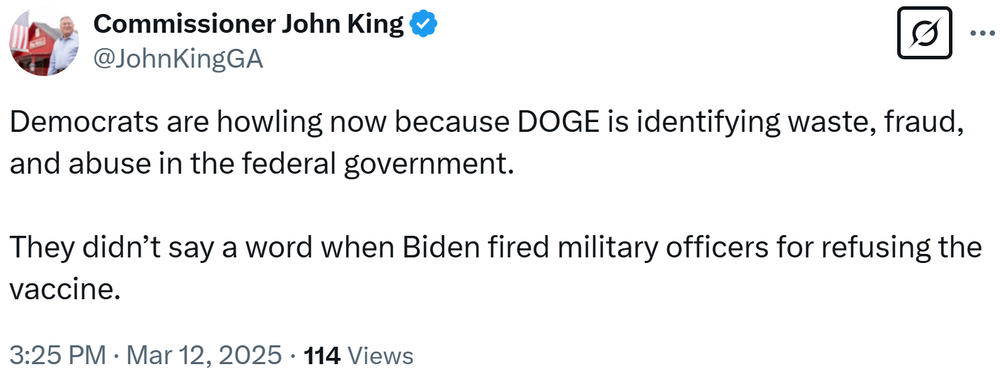 Commissioner John King
@JohnKingGA
Democrats are howling now because DOGE is identifying waste, fraud,
and abuse in the federal government.
They didn’t say a word when Biden fired military officers for refusing the
vaccine.
3:25 PM · Mar 12, 2025 · 114 Views